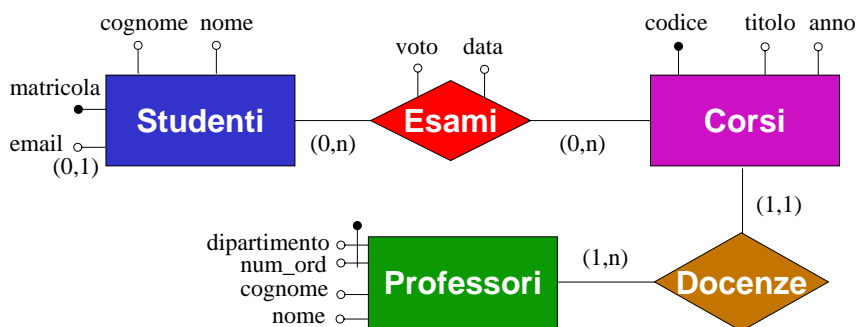 cognome nome
codice titolo anno
voto data
matricola
Studenti
Esami
Corsi
email
(0,1)
(0,n)
(0,n)
(1,1)
dipartimento
num_ord
cognome
nome
Professori
(1,n)
Docenze